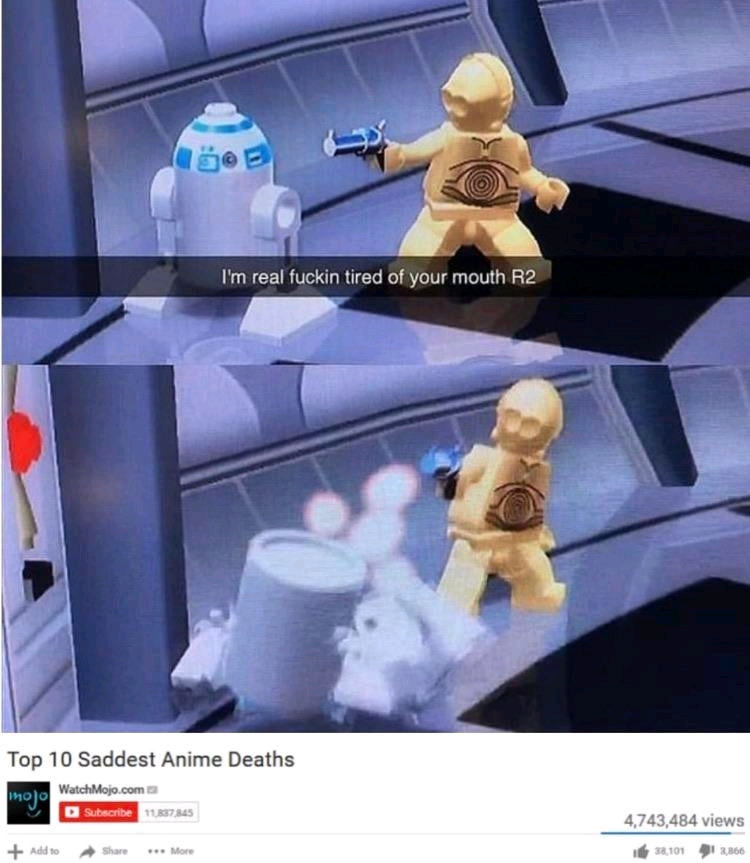 I'm real fuckin tired of your mouth R2
Top 10 Saddest Anime Deaths
mojo
WatchMojo.com
Subscribe 11,837,845
4,743,484 views
Add to Share More
38,101 3,866